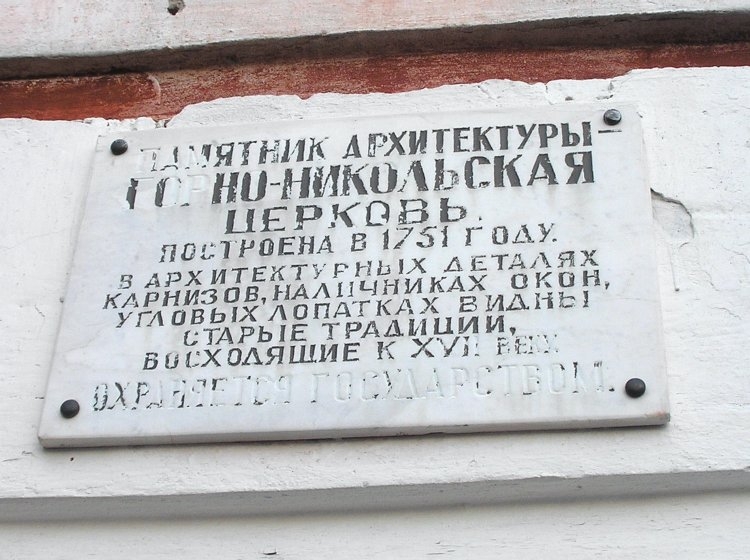 ПАМЯТНИК АРХИТЕКТУРЫ-
ГОРНО-НИКОЛЬСКАЯ
ЦЕРКОВЬ.
ПОСТРОЕНА В 1751 ГОДУ.
В АРХИТЕКТУРНЫХ ДЕТАЛЯХ
КАРНИЗОВ, НАЛИЧНИКАХ ОКОН,
УГЛОВЫХ ЛОПАТКАХ ВИДНЫ
СТАРЫЕ ТРАДИЦИИ,
ВОСХОДЯЩИЕ К XVII ВЕКУ.
ОХРАНЯЕТСЯ ГОСУДАРСТВОМ.